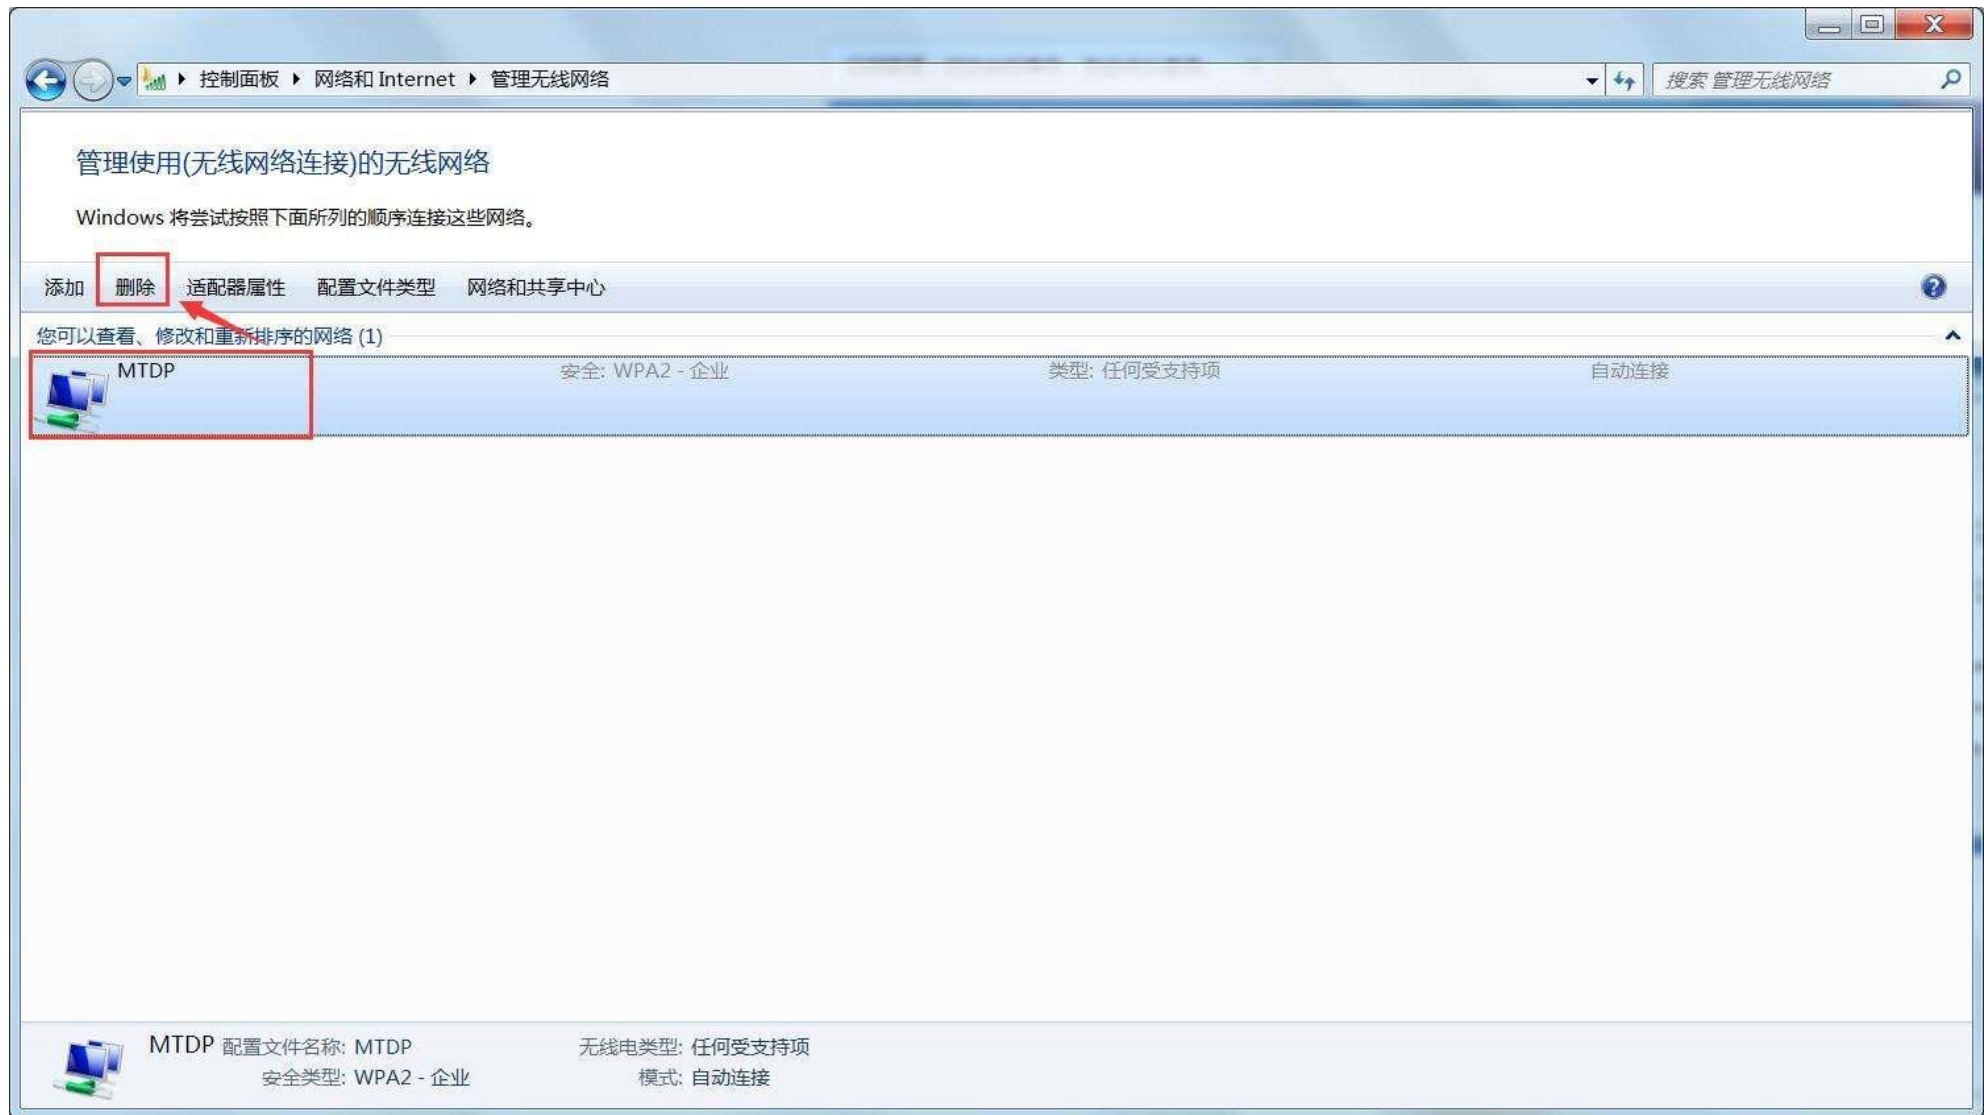 控制面板 网络和 Internet 管理无线网络 搜索 管理无线网络
管理使用(无线网络连接)的无线网络
Windows 将尝试按照下面所列的顺序连接这些网络。
添加 删除 适配器属性 配置文件类型 网络和共享中心
您可以查看、修改和重新排序的网络 (1)
MTDP 安全: WPA2 - 企业 类型: 任何受支持项 自动连接
MTDP 配置文件名称: MTDP 无线电类型: 任何受支持项
安全类型: WPA2 - 企业 模式: 自动连接